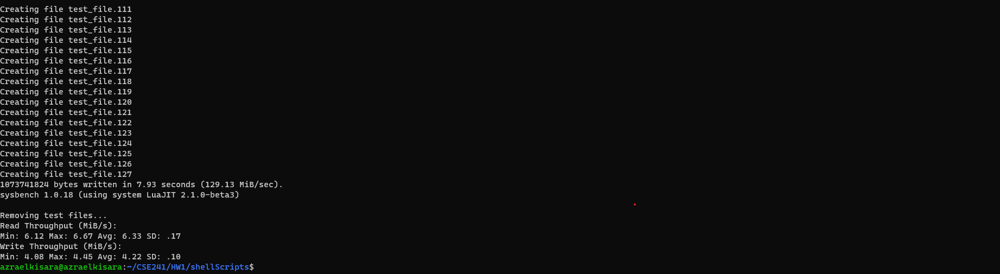 Creating file test_file.111
Creating file test_file.112
Creating file test_file.113
Creating file test_file.114
Creating file test_file.115
Creating file test_file.116
Creating file test_file.117
Creating file test_file.118
Creating file test_file.119
Creating file test_file.120
Creating file test_file.121
Creating file test_file.122
Creating file test_file.123
Creating file test_file.124
Creating file test_file.125
Creating file test_file.126
Creating file test_file.127
1073741824 bytes written in 7.93 seconds (129.13 MiB/sec).
sysbench 1.0.18 (using system LuaJIT 2.1.0-beta3)
Removing test files...
Read Throughput (MiB/s):
Min: 6.12 Max: 6.67 Avg: 6.33 SD: .17
Write Throughput (MiB/s):
Min: 4.08 Max: 4.45 Avg: 4.22 SD: .10
azraelkisara@azraelkisara:~/CSE241/HW1/shellScripts$